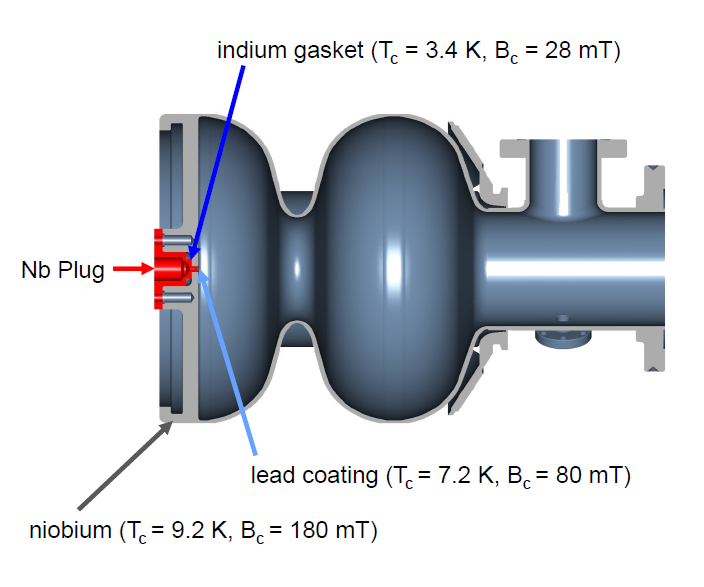 indium gasket (Tc = 3.4 K, Bc = 28 mT)
Nb Plug
lead coating (Tc = 7.2 K, Bc = 80 mT)
niobium (Tc = 9.2 K, Bc = 180 mT)